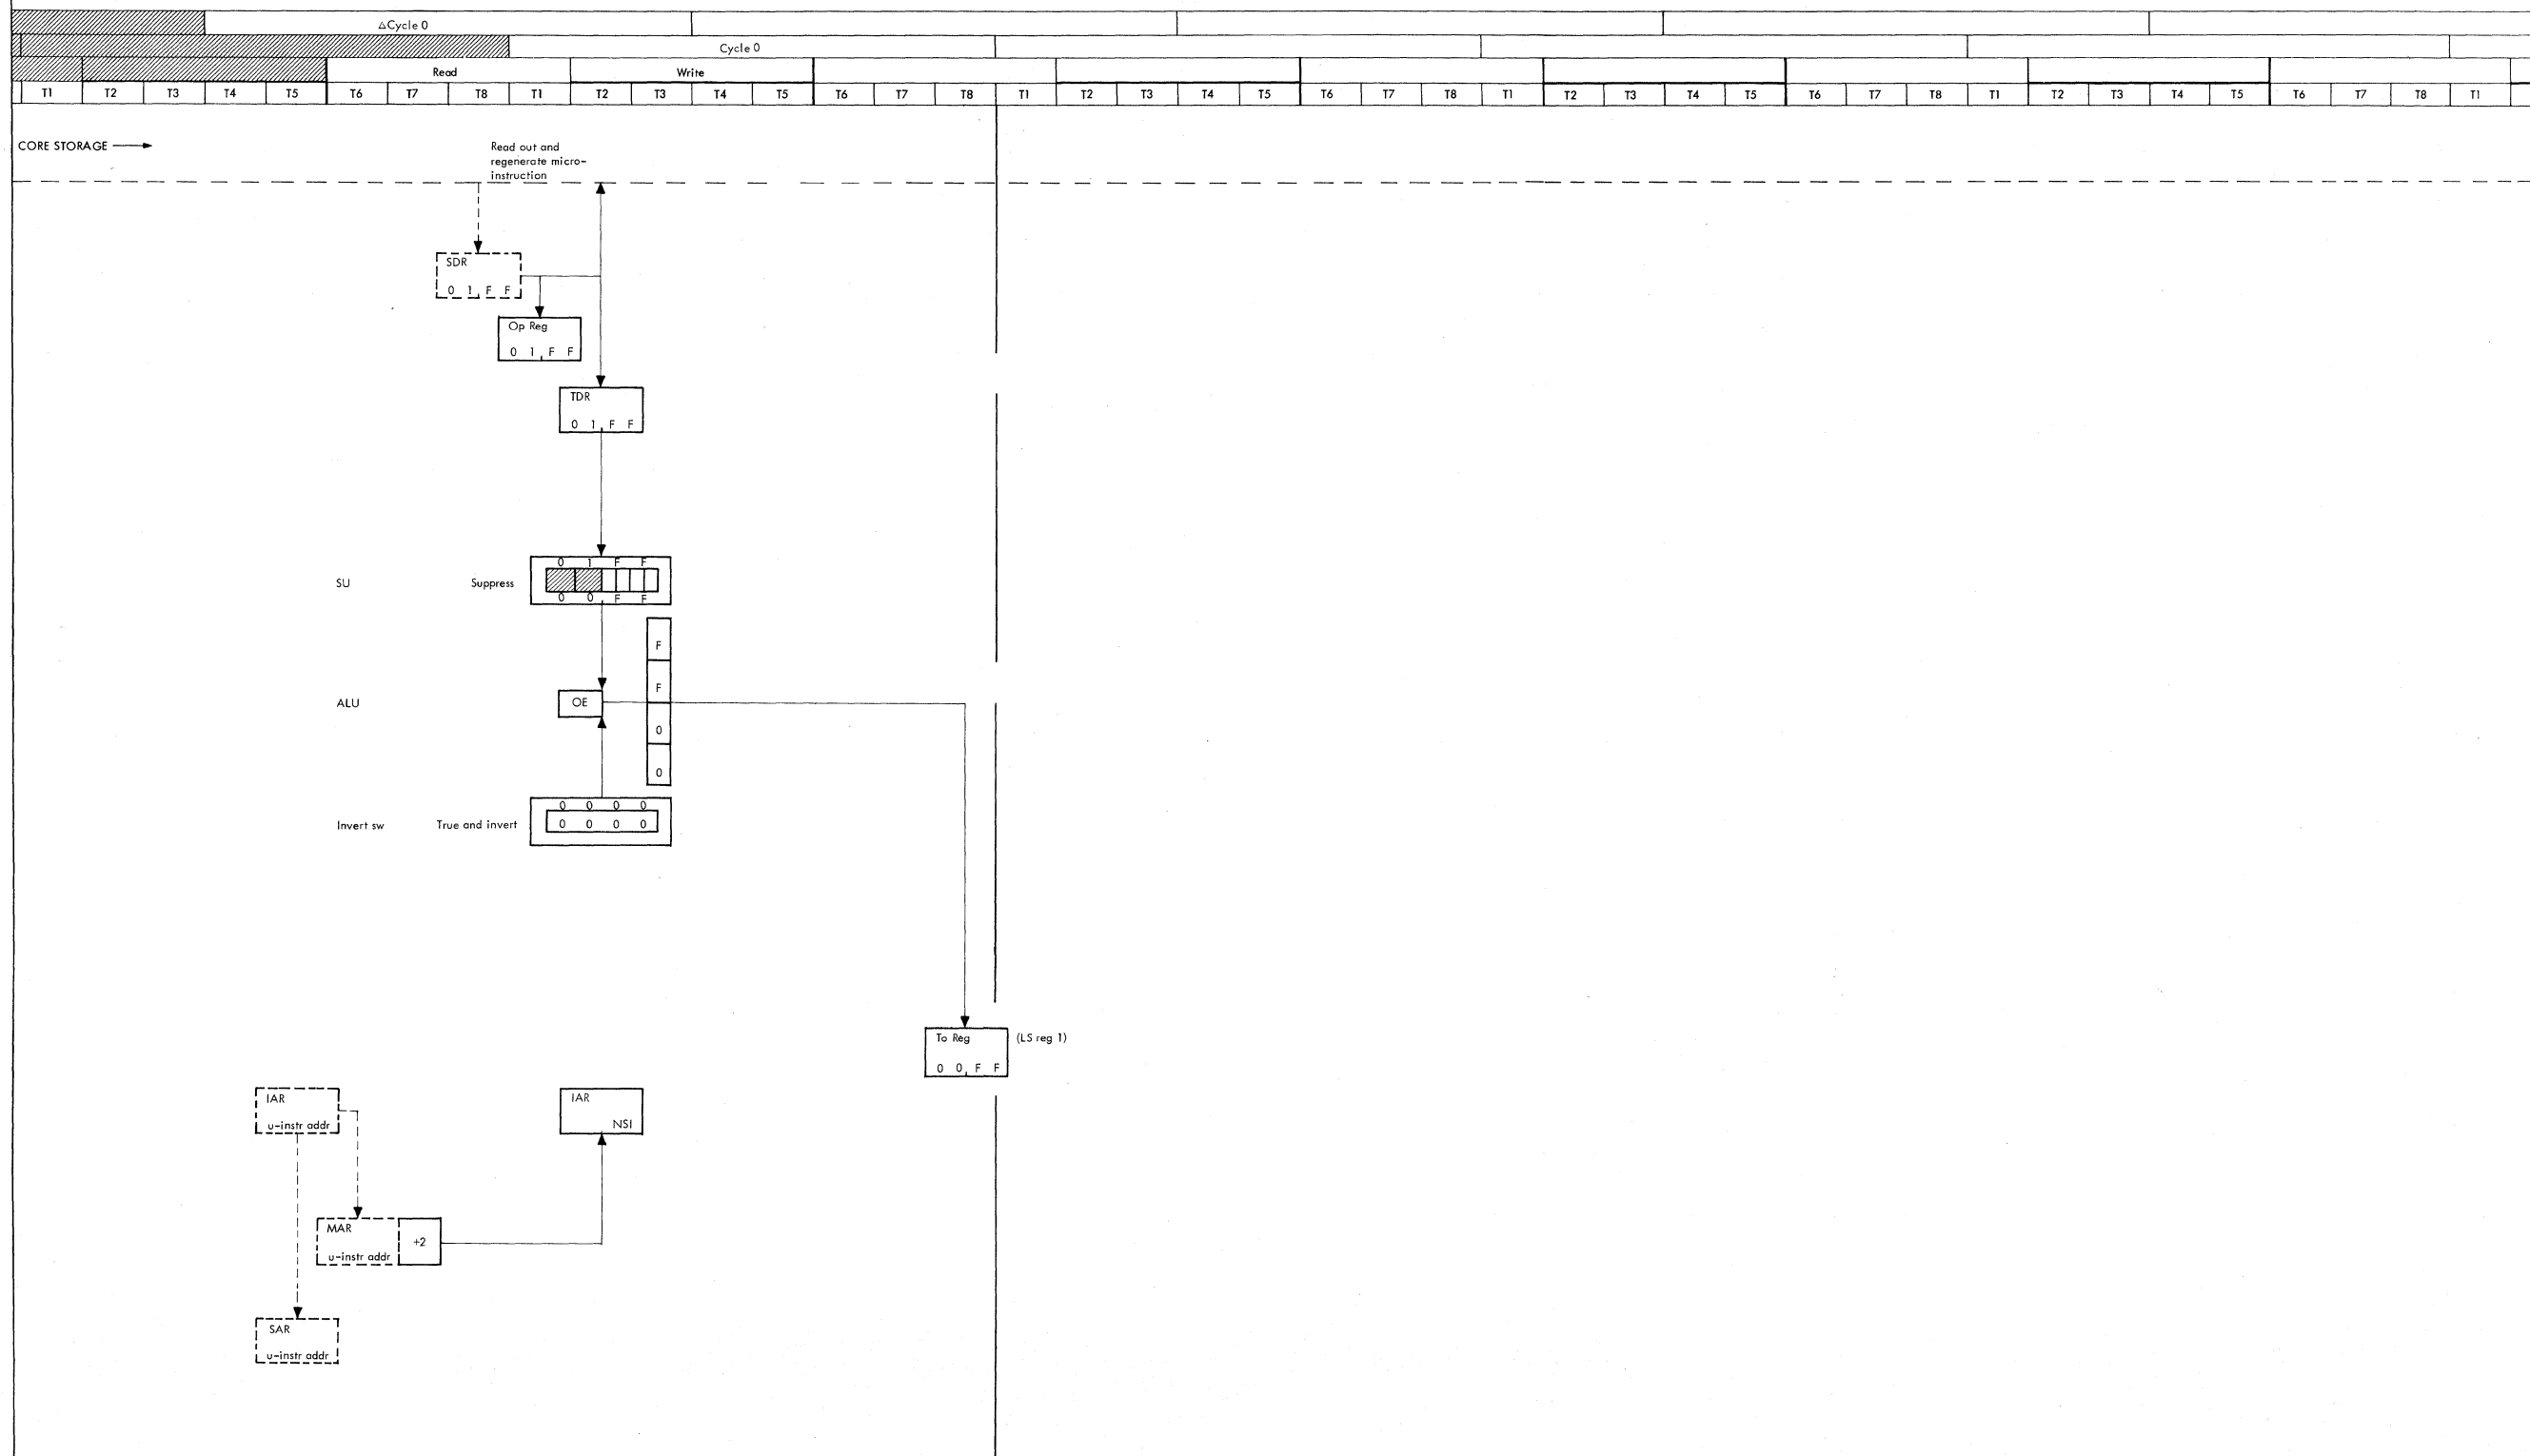 △Cycle 0
Cycle 0
Read Write
T1 T2 T3 T4 T5 T6 T7 T8 T1 T2 T3 T4 T5 T6 T7 T8 T1 T2 T3 T4 T5 T6 T7 T8 T1 T2 T3 T4 T5 T6 T7 T8 T1 T2 T3 T4 T5 T6 T7 T8 T1
CORE STORAGE
Read out and
regenerate micro-
instruction
SDR
0 1 F F
Op Reg
0 1 F F
TDR
0 1 F F
0 1 F F
SU Suppress
0 0 F F
F
F
ALU OE
0
0
0 0 0 0
Invert sw True and invert 0 0 0 0
To Reg (LS reg 1)
0 0 F F
IAR
u-instr addr
IAR
NSI
MAR
+2
u-instr addr
SAR
u-instr addr